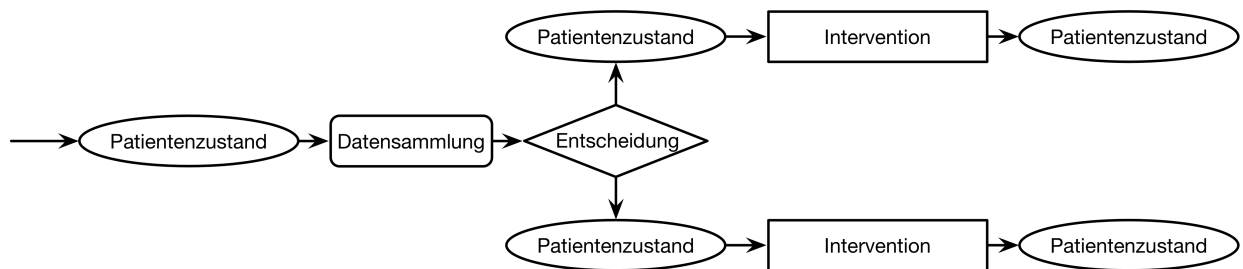 Patientenzustand
Intervention
Patientenzustand
Patientenzustand
Datensammlung
Entscheidung
Patientenzustand
Intervention
Patientenzustand